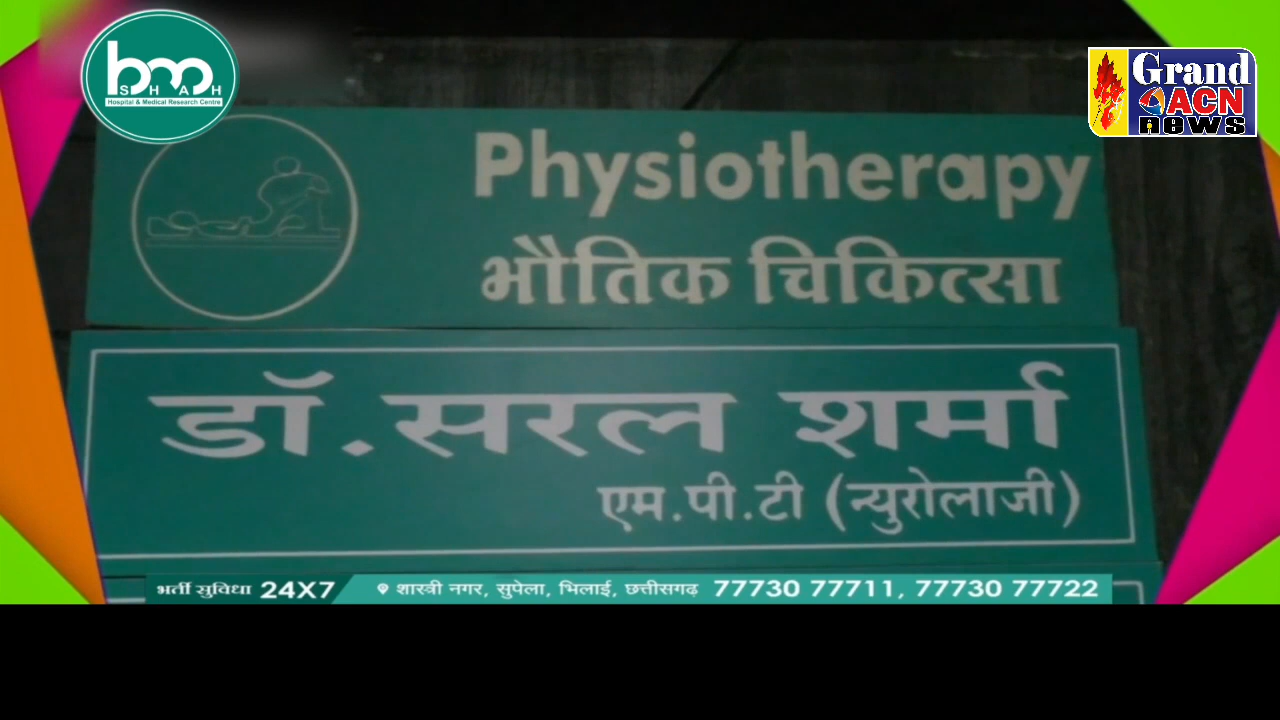 bm
SHAH
Hospital & Medical Research Centre
Grand
ACN
news
Physiotherapy
भौतिक चिकित्सा
डॉ.सरल शर्मा
एम.पी.टी (न्युरोलाजी)
भर्ती सुविधा 24X7 शास्त्री नगर, सुपेला, भिलाई, छत्तीसगढ़ 77730 77711, 77730 77722